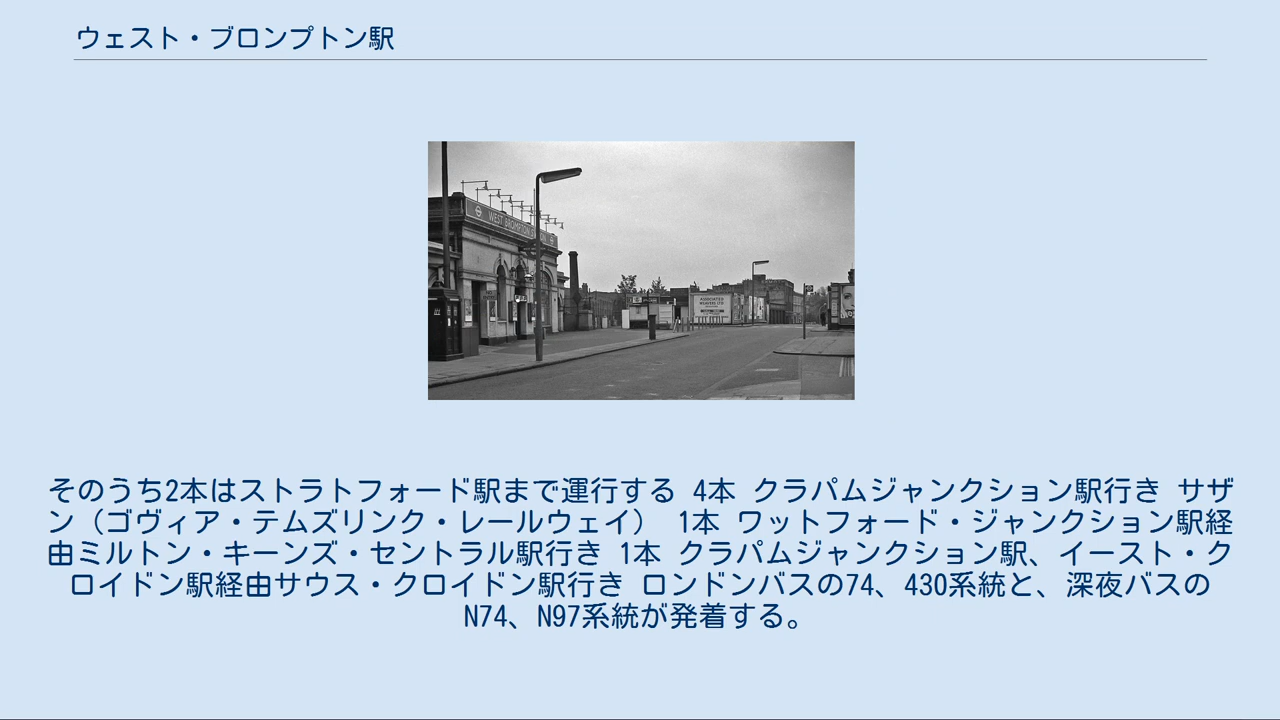 ウェスト・ブロンプトン駅
WEST BROMPTON
ASSOCIATED
WEAVERS LTD
そのうち2本はストラトフォード駅まで運行する 4本 クラパムジャンクション駅行き サザ
ン（ゴヴィア・テムズリンク・レールウェイ） 1本 ワットフォード・ジャンクション駅経
由ミルトン・キーンズ・セントラル駅行き 1本 クラパムジャンクション駅、イースト・ク
ロイドン駅経由サウス・クロイドン駅行き ロンドンバスの74、430系統と、深夜バスの
N74、N97系統が発着する。